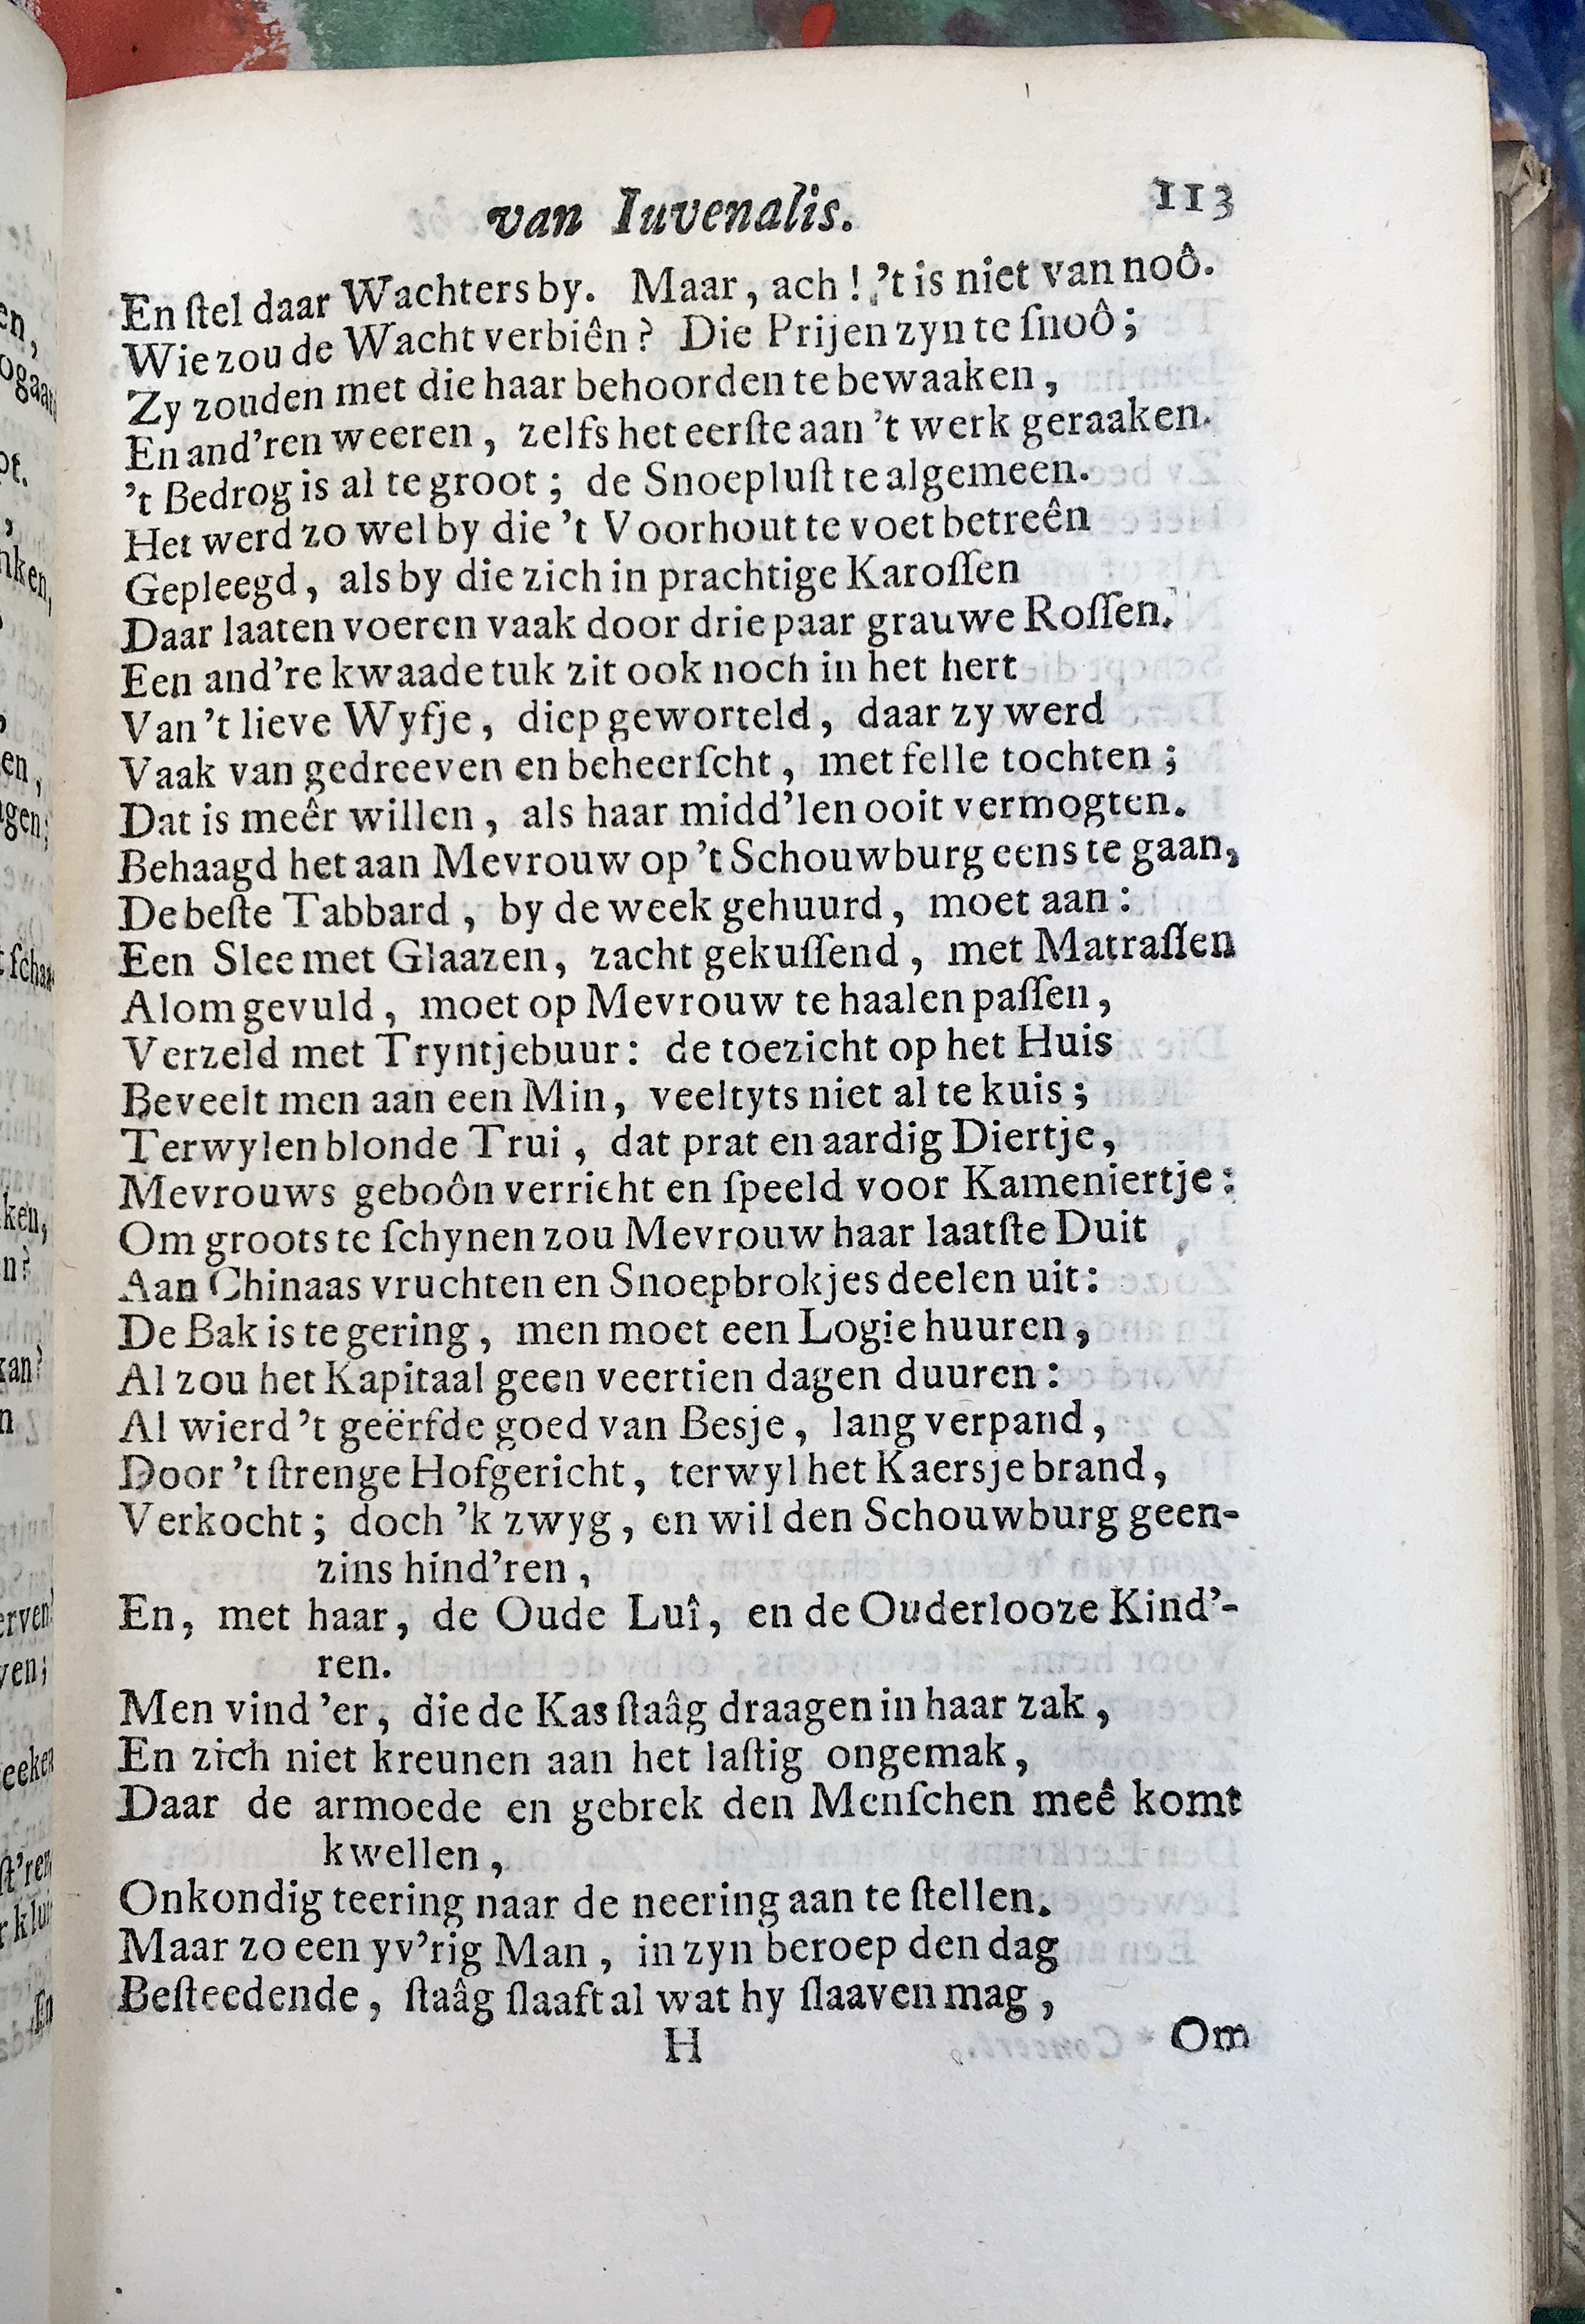 van Iuvenalis. 113
En ſtel daar Wachters by. Maar, ach! 't is niet van noô.
Wie zou de Wacht verbiên? Die Prijen zyn te ſnoô;
Zy zouden met die haar behoorden te bewaaken,
En and'ren weeren, zelfs het eerſte aan 't werk geraaken.
't Bedrog is al te groot; de Snoepluſt te algemeen.
Het werd zo wel by die 't Voorhout te voet betreên
Gepleegd, als by die zich in prachtige Karoſſen
Daar laaten voeren vaak door drie paar grauwe Roſſen.
Een and're kwaade tuk zit ook noch in het hert
Van 't lieve Wyfje, diep geworteld, daar zy werd
Vaak van gedreeven en beheerſcht, met felle tochten;
Dat is meêr willen, als haar midd'len ooit vermogten.
Behaagd het aan Mevrouw op 't Schouwburg eens te gaan,
De beſte Tabbard, by de week gehuurd, moet aan:
Een Slee met Glaazen, zacht gekuſſend, met Matraſſen
Alom gevuld, moet op Mevrouw te haalen paſſen,
Verzeld met Tryntjebuur: de toezicht op het Huis
Beveelt men aan een Min, veeltyts niet al te kuis;
Terwylen blonde Trui, dat prat en aardig Diertje,
Mevrouws geboôn verricht en ſpeeld voor Kameniertje:
Om groots te ſchynen zou Mevrouw haar laatſte Duit
Aan Chinaas vruchten en Snoepbrokjes deelen uit:
De Bak is te gering, men moet een Logie huuren,
Al zou het Kapitaal geen veertien dagen duuren:
Al wierd 't geërfde goed van Besje, lang verpand,
Door 't ſtrenge Hofgericht, terwyl het Kaersje brand,
Verkocht; doch 'k zwyg, en wil den Schouwburg geen-
zins hind'ren,
En, met haar, de Oude Luî, en de Ouderlooze Kind'-
ren.
Men vind 'er, die de Kas ſtaâg draagen in haar zak,
En zich niet kreunen aan het laſtig ongemak,
Daar de armoede en gebrek den Menſchen meê komt
kwellen,
Onkondig teering naar de neering aan te ſtellen.
Maar zo een yv'rig Man, in zyn beroep den dag
Beſteedende, ſtaâg ſlaaft al wat hy ſlaaven mag,
H Om